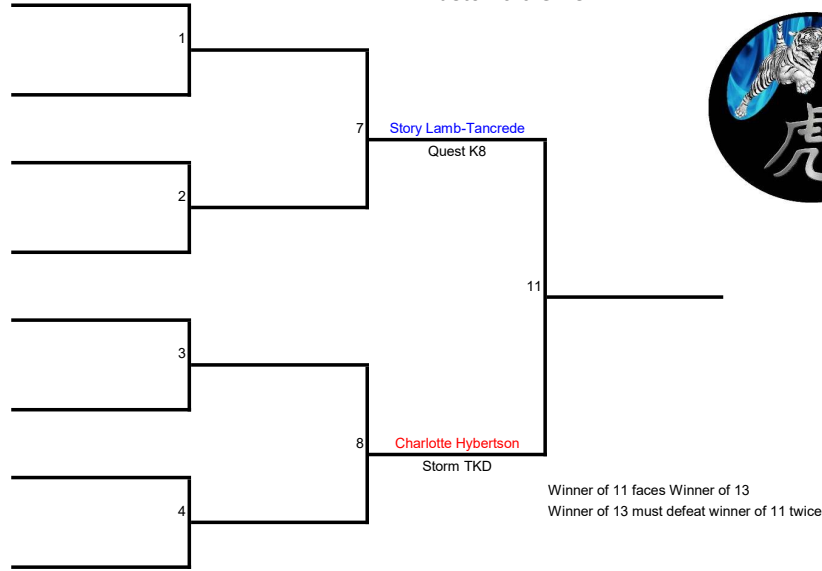 1
7
Story Lamb-Tancrede
Quest K8
2
虎
11
3
8
Charlotte Hybertson
Storm TKD
Winner of 11 faces Winner of 13
4
Winner of 13 must defeat winner of 11 twice